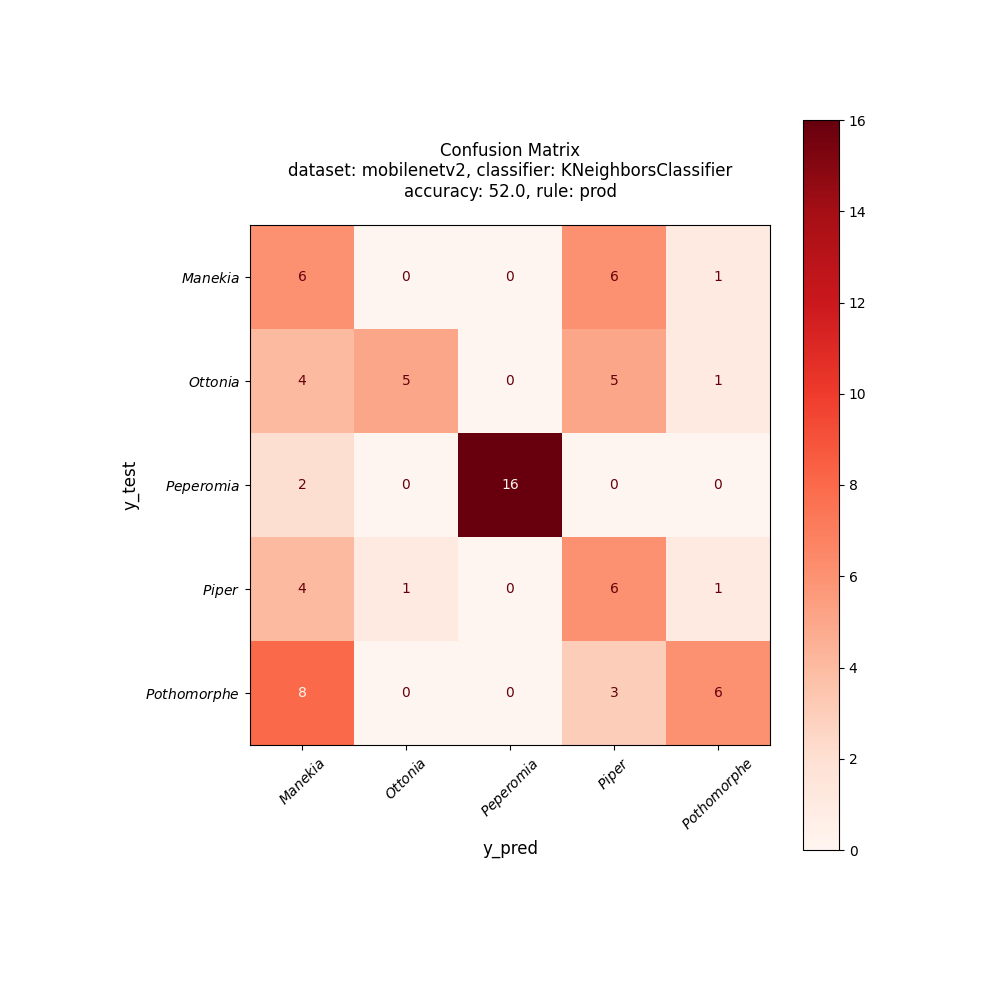 Confusion Matrix
dataset: mobilenetv2, classifier: KNeighborsClassifier
accuracy: 52.0, rule: prod
Manekia 6 0 0 6 1
Ottonia 4 5 0 5 1
Peperomia 2 0 16 0 0
Piper 4 1 0 6 1
Pothomorphe 8 0 0 3 6
Manekia Ottonia Peperomia Piper Pothomorphe
y_test
y_pred
16
14
12
10
8
6
4
2
0